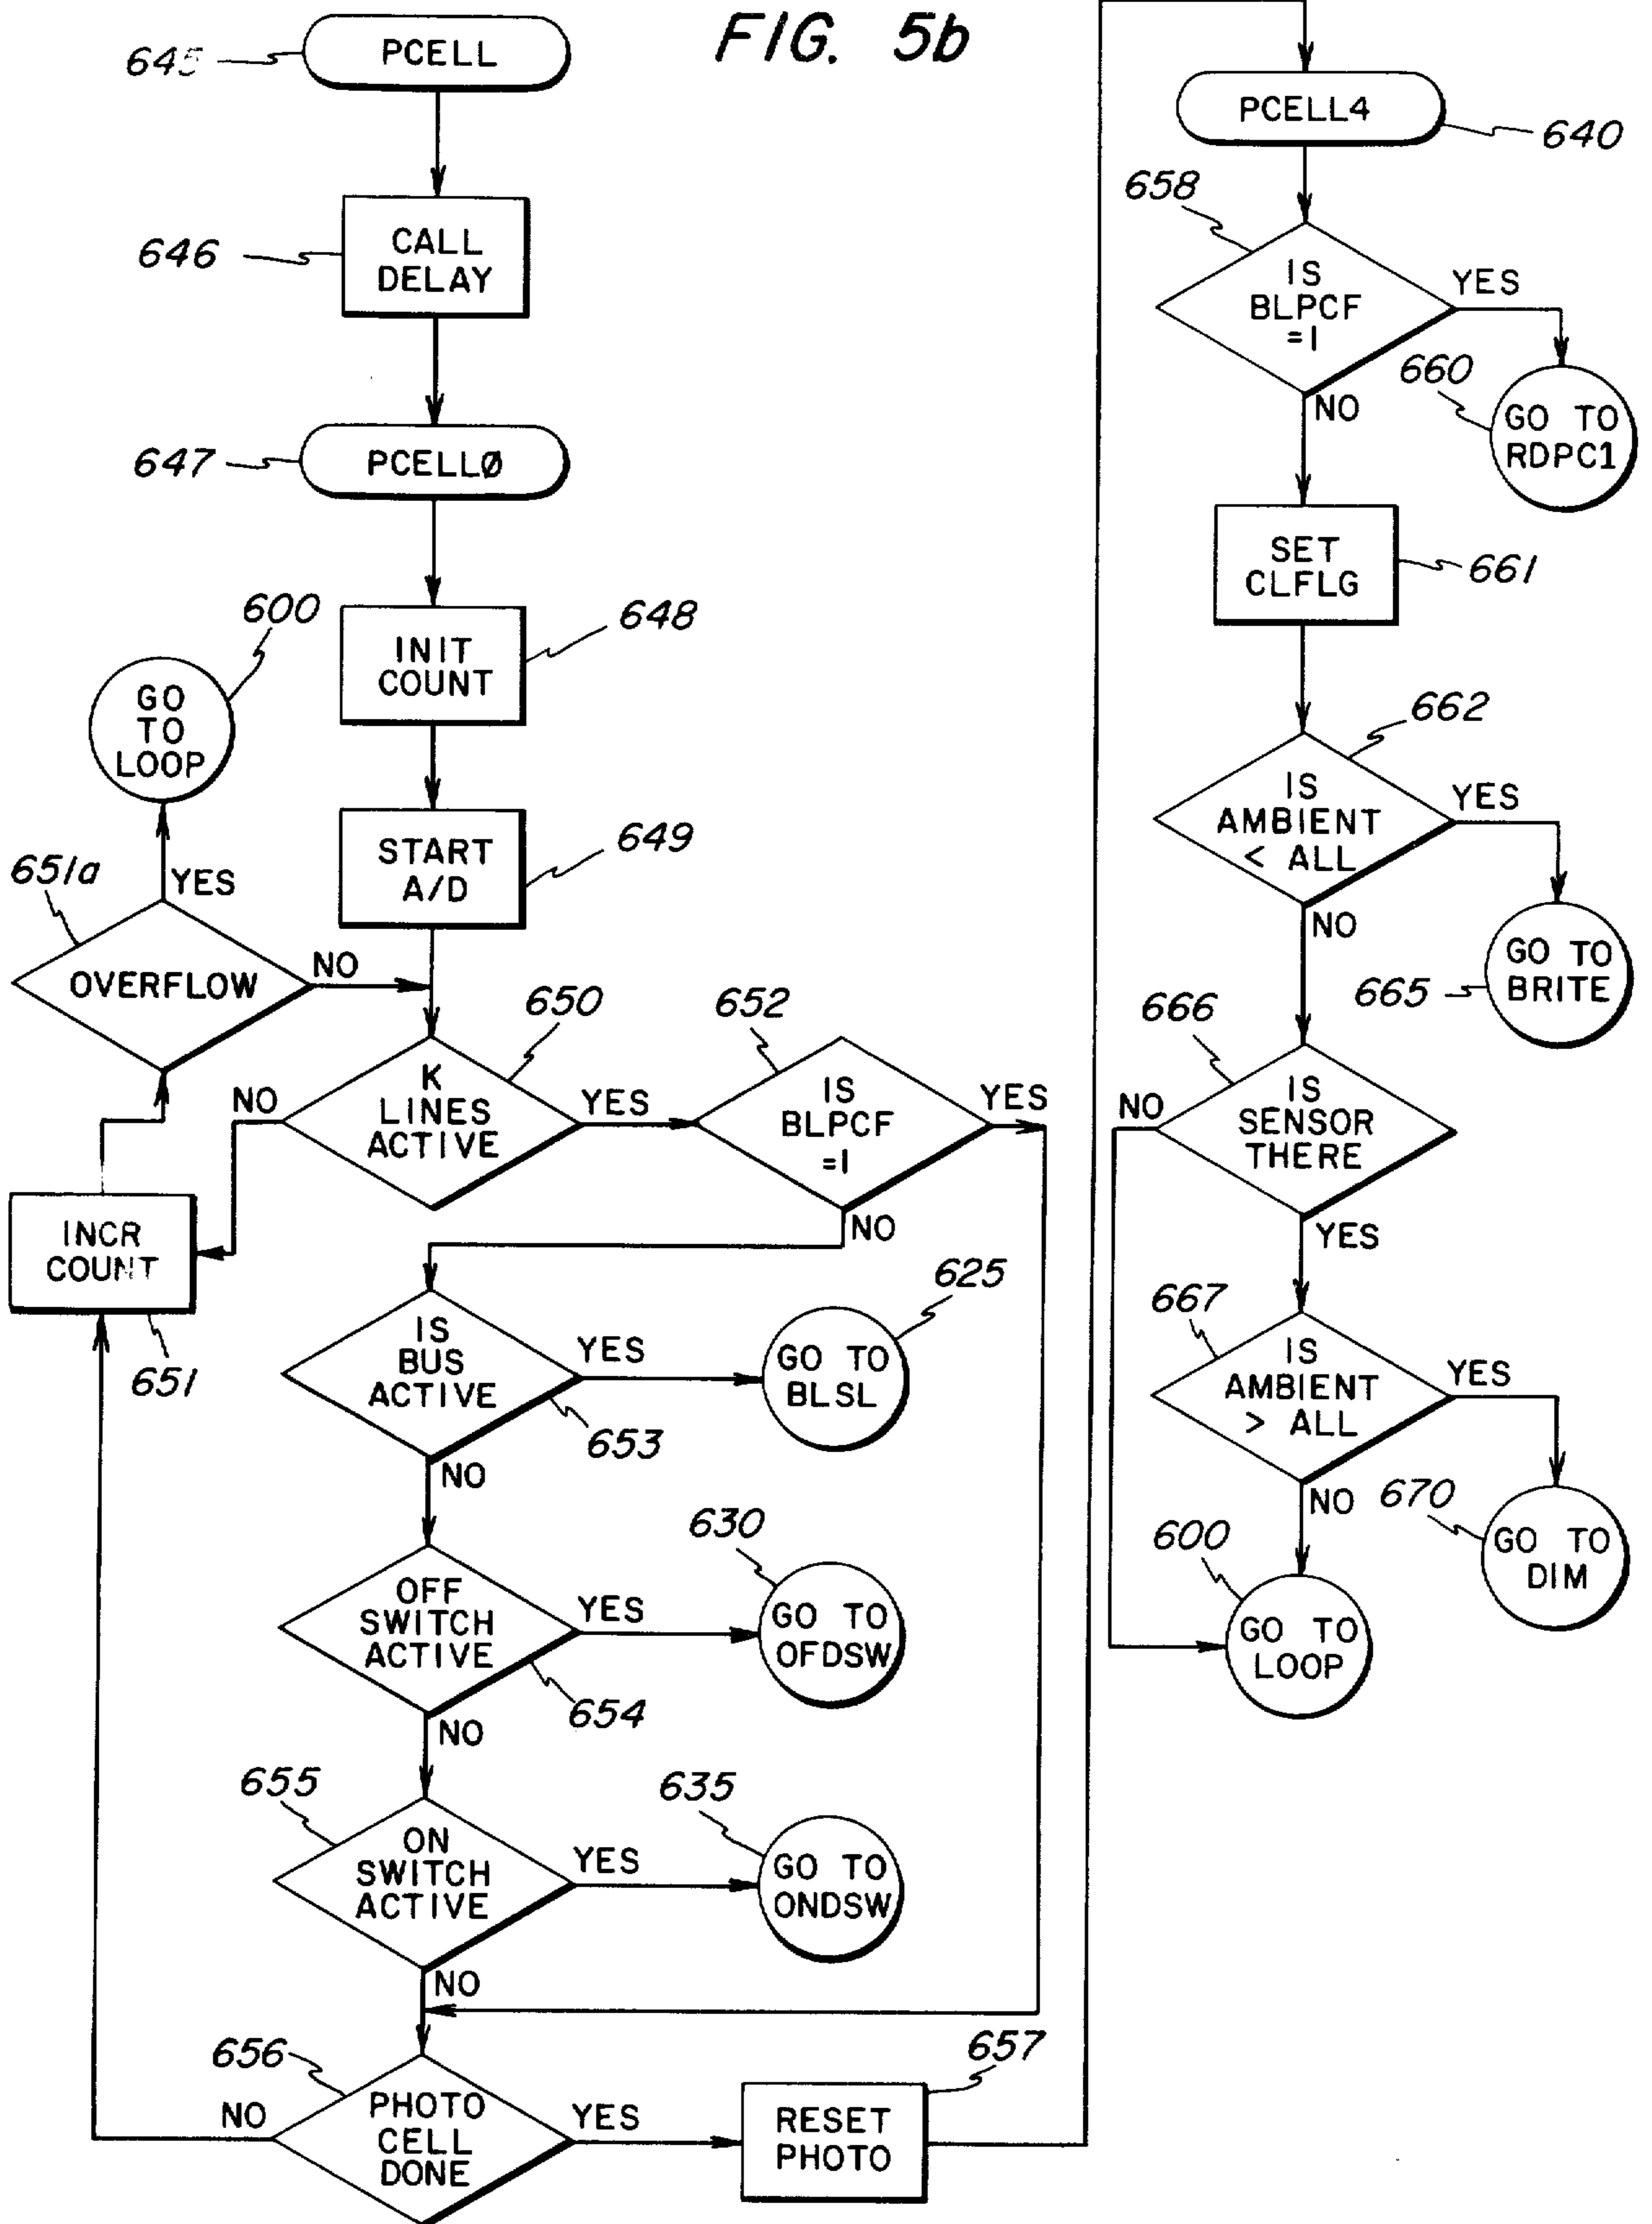 FIG. 5b
645
PCELL
646
CALL
DELAY
647
PCELLØ
600
GO
TO
LOOP
648
INIT
COUNT
649
START
A/D
651a
YES
OVERFLOW
NO
650
K
LINES
ACTIVE
NO
YES
652
IS
BLPCF
=1
YES
NO
INCR
COUNT
651
IS
BUS
ACTIVE
YES
653
NO
625
GO TO
BLSL
OFF
SWITCH
ACTIVE
YES
654
NO
630
GO TO
OFDSW
655
ON
SWITCH
ACTIVE
YES
NO
635
GO TO
ONDSW
656
PHOTO
CELL
DONE
NO
YES
657
RESET
PHOTO
PCELL4
640
658
IS
BLPCF
=1
YES
NO
660
GO TO
RDPC1
SET
CLFLG
661
662
IS
AMBIENT
< ALL
YES
NO
665
GO TO
BRITE
666
IS
SENSOR
THERE
NO
YES
667
IS
AMBIENT
> ALL
YES
NO
670
GO TO
DIM
600
GO TO
LOOP